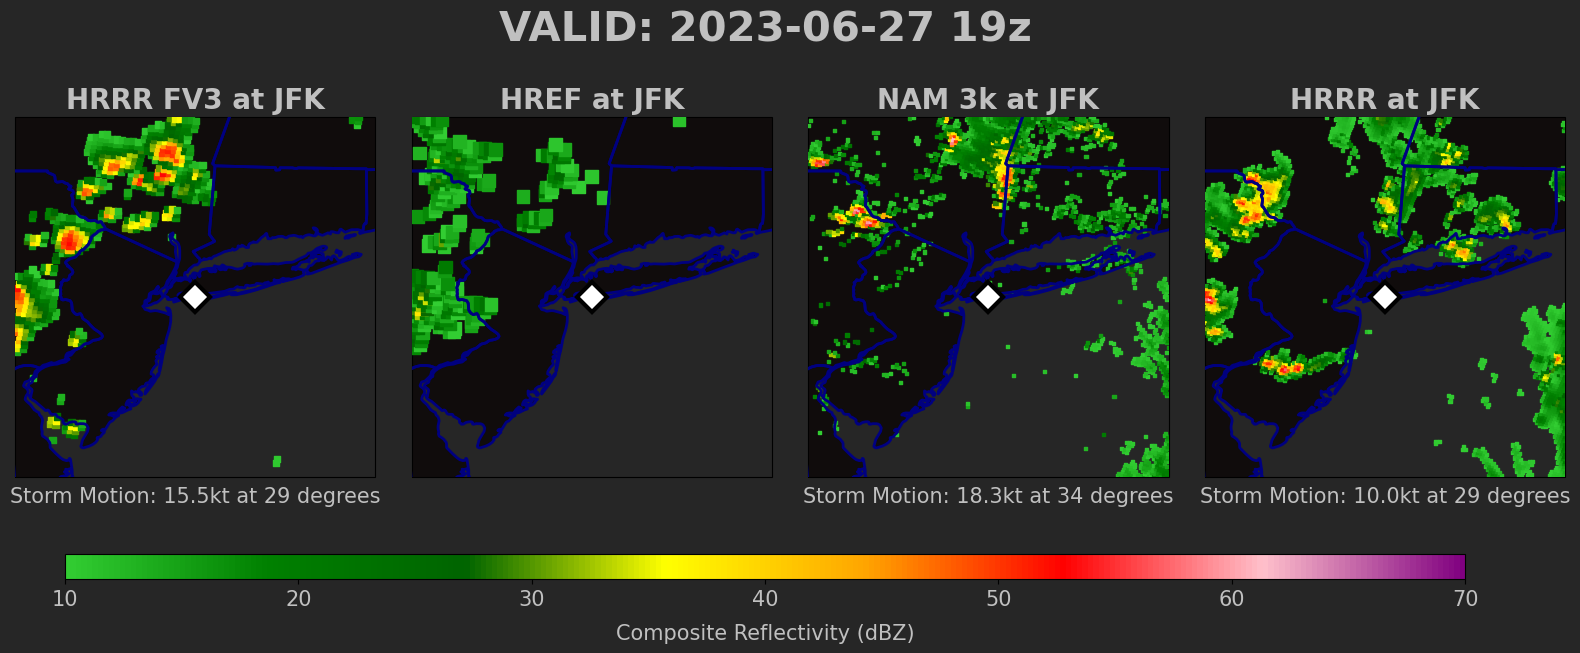 VALID: 2023-06-27 19z
HRRR FV3 at JFK
HREF at JFK
NAM 3k at JFK
HRRR at JFK
Storm Motion: 15.5kt at 29 degrees
Storm Motion: 18.3kt at 34 degrees
Storm Motion: 10.0kt at 29 degrees
10 20 30 40 50 60 70
Composite Reflectivity (dBZ)